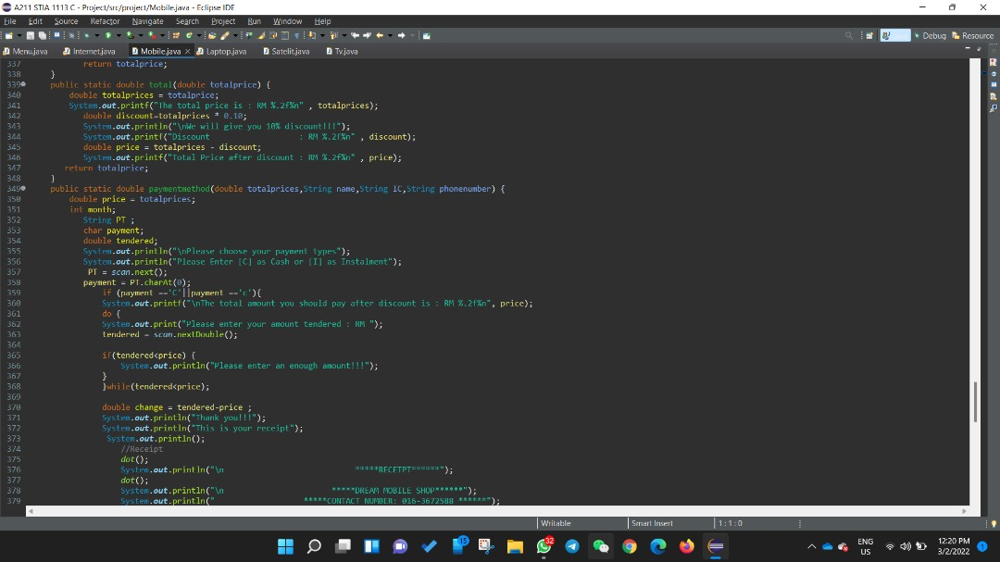 A211 STIA 1113 C - Project/src/project/Mobile.java - Eclipse IDE
File Edit Source Refactor Navigate Search Project Run Window Help
Debug Resource
Menu.java Internet.java Mobile.java Laptop.java Satelit.java Tv.java
337 return totalprice;
338 }
339 public static double total(double totalprice) {
340 double totalprices = totalprice;
341 System.out.printf("The total price is : RM %.2f%n" , totalprices);
342 double discount=totalprices * 0.10;
343 System.out.println("\nWe will give you 10% discount!!!");
344 System.out.printf("Discount : RM %.2f%n" , discount);
345 double price = totalprices - discount;
346 System.out.printf("Total Price after discount : RM %.2f%n" , price);
347 return totalprice;
348 }
349 public static double paymentmethod(double totalprices,String name,String IC,String phonenumber) {
350 double price = totalprices;
351 int month;
352 String PT ;
353 char payment;
354 double tendered;
355 System.out.println("\nPlease choose your payment types");
356 System.out.println("Please Enter [C] as Cash or [I] as Instalment");
357 PT = scan.next();
358 payment = PT.charAt(0);
359 if (payment =='C'||payment =='c'){
360 System.out.printf("\nThe total amount you should pay after discount is : RM %.2f%n", price);
361 do {
362 System.out.print("Please enter your amount tendered : RM ");
363 tendered = scan.nextDouble();
364
365 if(tendered<price) {
366 System.out.println("Please enter an enough amount!!!");
367 }
368 }while(tendered<price);
369
370 double change = tendered-price ;
371 System.out.println("Thank you!!!");
372 System.out.println("This is your receipt");
373 System.out.println();
374 //Receipt
375 dot();
376 System.out.println("\n *****RECEIPT******");
377 dot();
378 System.out.println("\n *****DREAM MOBILE SHOP******");
379 System.out.println(" *****CONTACT NUMBER: 016-3672588 ******");
Writable Smart Insert 1 : 1 : 0
15 32
ENG
US
12:20 PM
3/2/2022
1